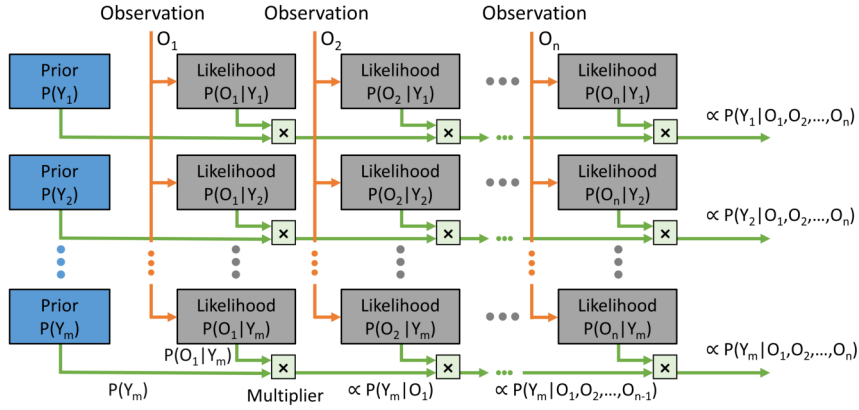 Observation Observation Observation
O₁ O₂ Oₙ
Prior Likelihood Likelihood Likelihood
P(Y₁) P(O₁|Y₁) P(O₂|Y₁) P(Oₙ|Y₁)
∝ P(Y₁|O₁,O₂,...,Oₙ)
× × ×
Prior Likelihood Likelihood Likelihood
P(Y₂) P(O₁|Y₂) P(O₂|Y₂) P(Oₙ|Y₂)
∝ P(Y₂|O₁,O₂,...,Oₙ)
× × ×
Prior Likelihood Likelihood Likelihood
P(Yₘ) P(O₁|Yₘ) P(O₂|Yₘ) P(Oₙ|Yₘ)
P(O₁|Yₘ) ∝ P(Yₘ|O₁,O₂,...,Oₙ)
× × ×
P(Yₘ) Multiplier ∝ P(Yₘ|O₁) ∝ P(Yₘ|O₁,O₂,...,Oₙ₋₁)